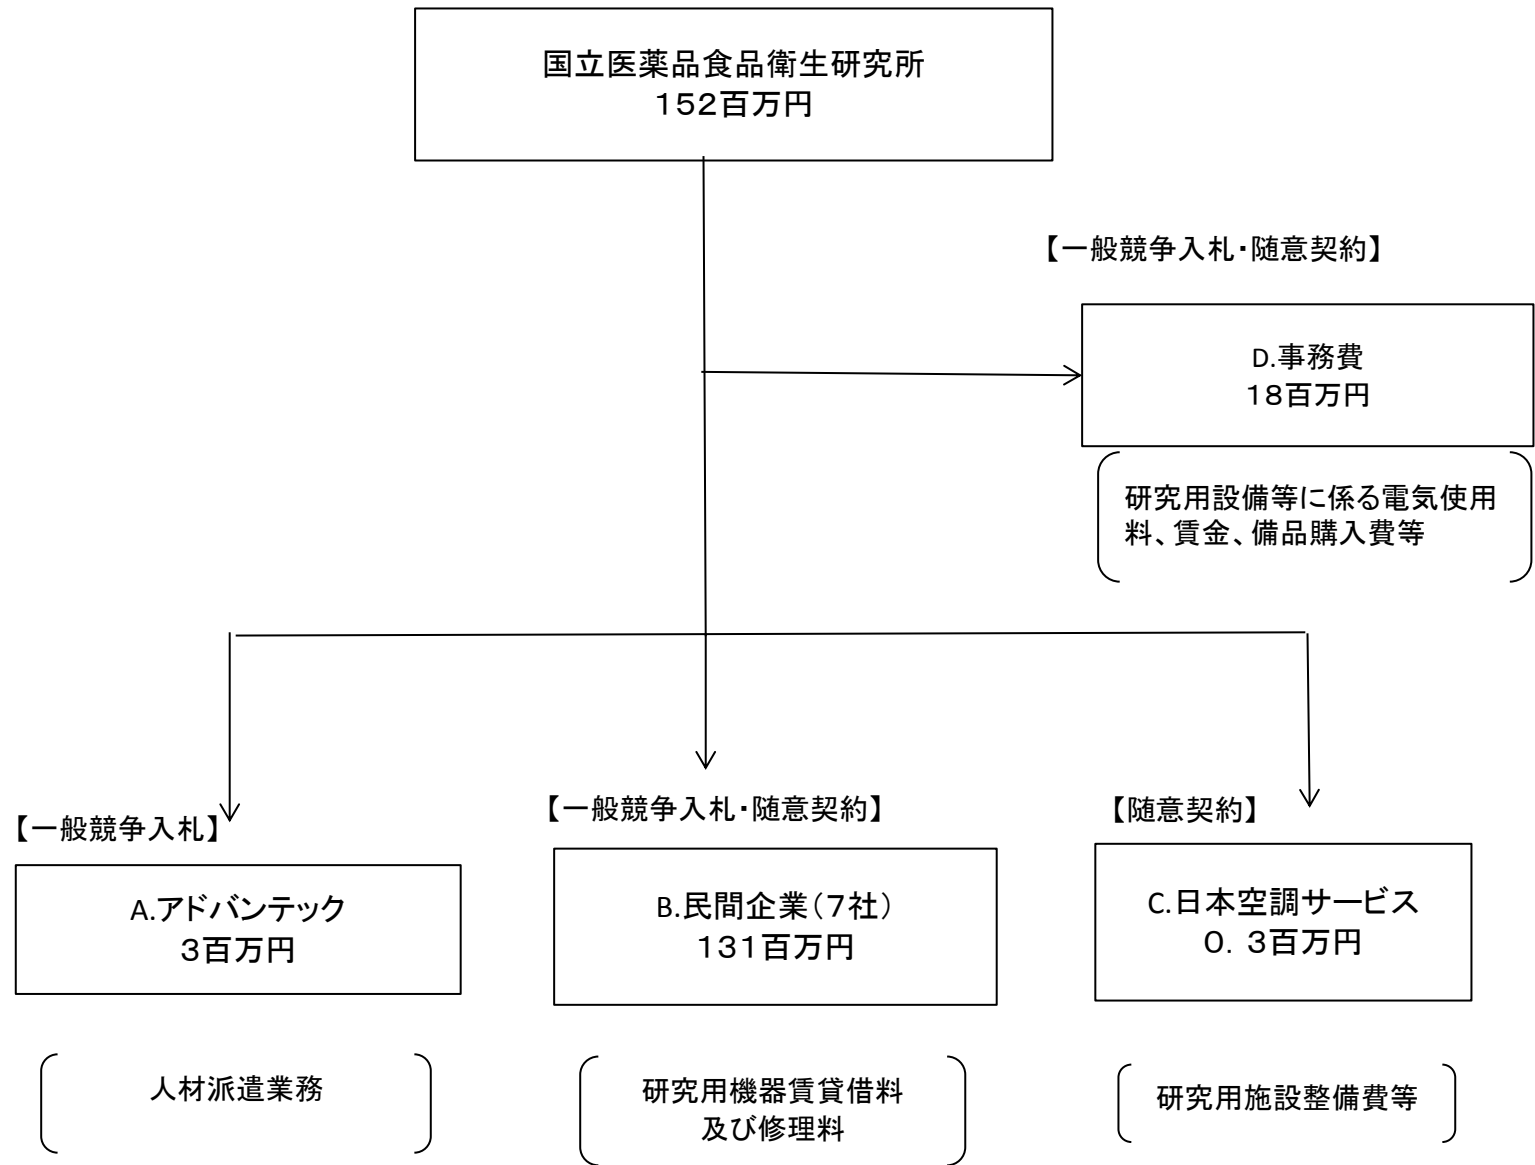 国立医薬品食品衛生研究所
152百万円
【一般競争入札・随意契約】
D.事務費
18百万円
研究用設備等に係る電気使用
料、賃金、備品購入費等
【一般競争入札】
A.アドバンテック
3百万円
人材派遣業務
【一般競争入札・随意契約】
B.民間企業(7社)
131百万円
研究用機器賃貸借料
及び修理料
【随意契約】
C.日本空調サービス
0．3百万円
研究用施設整備費等